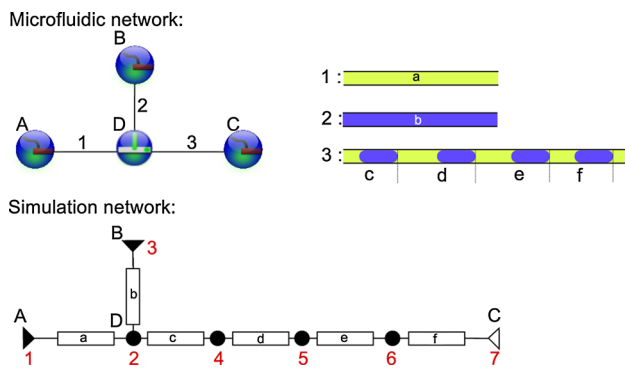 Microfluidic network:
B
2
A D C
1 3
1 : a
2 : b
3 :
c d e f
Simulation network:
B
3
b
A D C
a c d e f
1 2 4 5 6 7